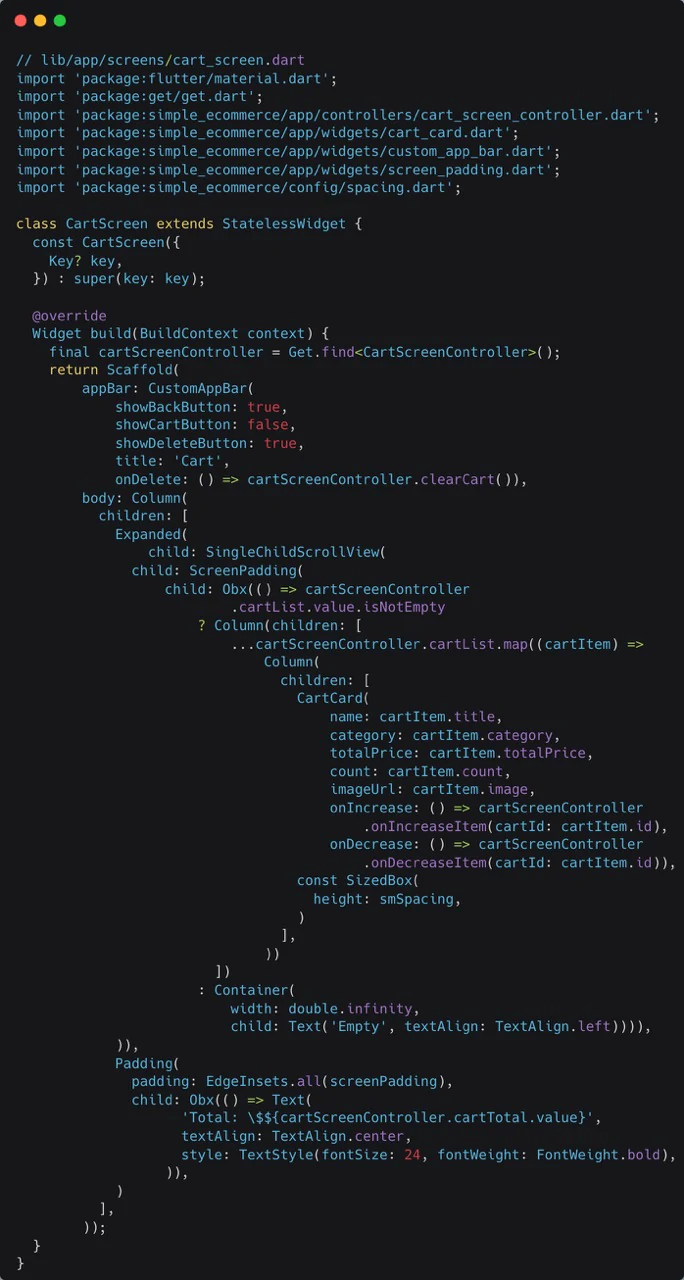 // lib/app/screens/cart_screen.dart
import 'package:flutter/material.dart';
import 'package:get/get.dart';
import 'package:simple_ecommerce/app/controllers/cart_screen_controller.dart';
import 'package:simple_ecommerce/app/widgets/cart_card.dart';
import 'package:simple_ecommerce/app/widgets/custom_app_bar.dart';
import 'package:simple_ecommerce/app/widgets/screen_padding.dart';
import 'package:simple_ecommerce/config/spacing.dart';

class CartScreen extends StatelessWidget {
  const CartScreen({
    Key? key,
  }) : super(key: key);

  @override
  Widget build(BuildContext context) {
    final cartScreenController = Get.find<CartScreenController>();
    return Scaffold(
        appBar: CustomAppBar(
            showBackButton: true,
            showCartButton: false,
            showDeleteButton: true,
            title: 'Cart',
            onDelete: () => cartScreenController.clearCart()),
        body: Column(
          children: [
            Expanded(
                child: SingleChildScrollView(
              child: ScreenPadding(
                  child: Obx(() => cartScreenController
                          .cartList.value.isNotEmpty
                      ? Column(children: [
                          ...cartScreenController.cartList.map((cartItem) =>
                              Column(
                                children: [
                                  CartCard(
                                      name: cartItem.title,
                                      category: cartItem.category,
                                      totalPrice: cartItem.totalPrice,
                                      count: cartItem.count,
                                      imageUrl: cartItem.image,
                                      onIncrease: () => cartScreenController
                                          .onIncreaseItem(cartId: cartItem.id),
                                      onDecrease: () => cartScreenController
                                          .onDecreaseItem(cartId: cartItem.id)),
                                  const SizedBox(
                                    height: smSpacing,
                                  )
                                ],
                              ))
                        ])
                      : Container(
                          width: double.infinity,
                          child: Text('Empty', textAlign: TextAlign.left)))),
            )),
            Padding(
              padding: EdgeInsets.all(screenPadding),
              child: Obx(() => Text(
                    'Total: \$${cartScreenController.cartTotal.value}',
                    textAlign: TextAlign.center,
                    style: TextStyle(fontSize: 24, fontWeight: FontWeight.bold),
                  )),
            )
          ],
        ));
  }
}